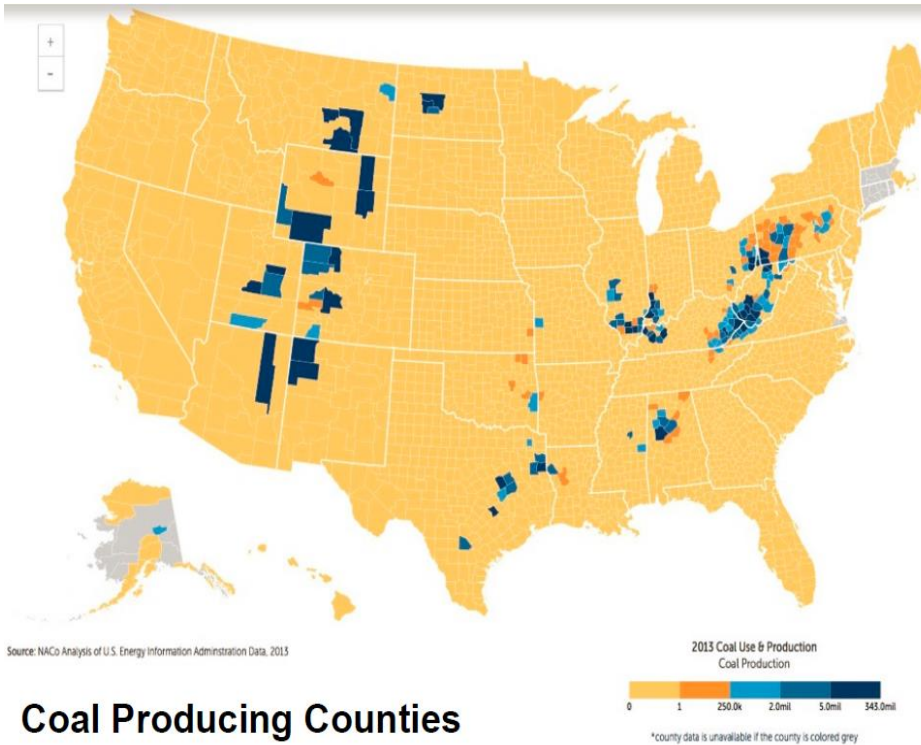 +
−
Source: NACo Analysis of U.S. Energy Information Adminstration Data, 2013
2013 Coal Use & Production
Coal Production
0 1 250.0k 2.0mil 5.0mil 343.0mil
*county data is unavailable if the county is colored grey
Coal Producing Counties